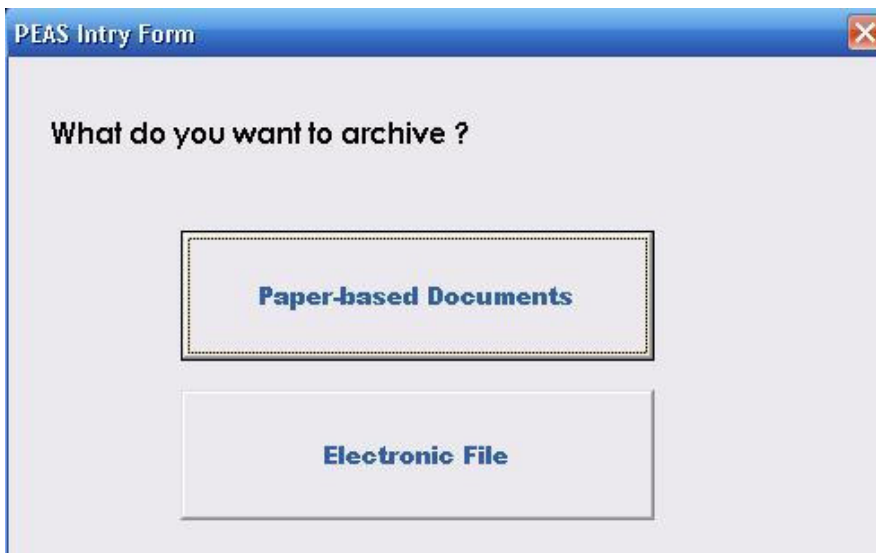 PEAS Intry Form
What do you want to archive ?
Paper-based Documents
Electronic File